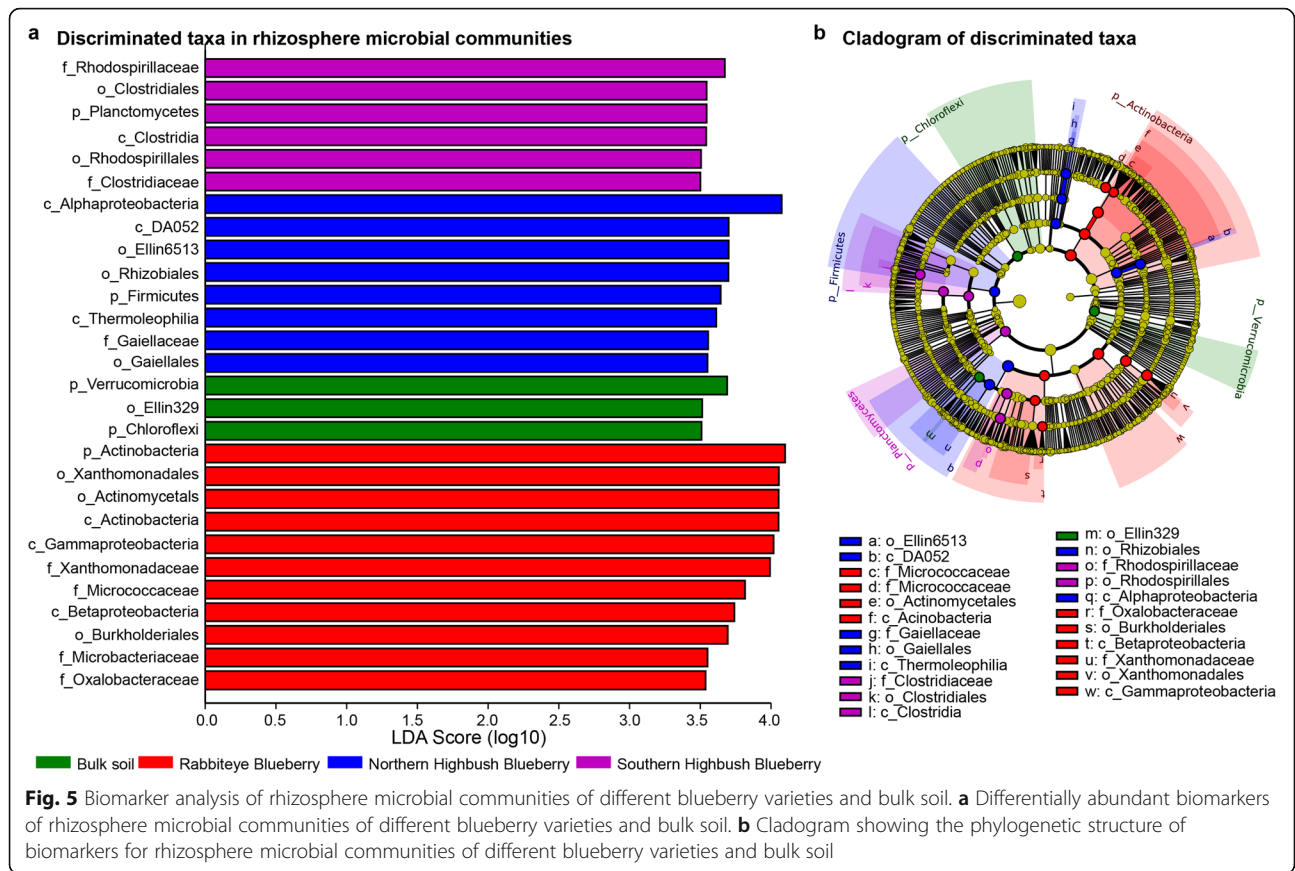 a Discriminated taxa in rhizosphere microbial communities
f_Rhodospirillaceae
o_Clostridiales
p_Planctomycetes
c_Clostridia
o_Rhodospirillales
f_Clostridiaceae
c_Alphaproteobacteria
c_DA052
o_Ellin6513
o_Rhizobiales
p_Firmicutes
c_Thermoleophilia
f_Gaiellaceae
o_Gaiellales
p_Verrucomicrobia
o_Ellin329
p_Chloroflexi
p_Actinobacteria
o_Xanthomonadales
o_Actinomycetals
c_Actinobacteria
c_Gammaproteobacteria
f_Xanthomonadaceae
f_Micrococcaceae
c_Betaproteobacteria
o_Burkholderiales
f_Microbacteriaceae
f_Oxalobacteraceae
0.0 0.5 1.0 1.5 2.0 2.5 3.0 3.5 4.0
LDA Score (log10)
Bulk soil Rabbiteye Blueberry Northern Highbush Blueberry Southern Highbush Blueberry
b Cladogram of discriminated taxa
p__Chloroflexi
i
h
g
p__Actinobacteria
f
e
d
c
b
a
p__Firmicutes
j
k
l
p__Verrucomicrobia
p__Planctomycetes
m
n
q
o
p
r
s
t
u
v
w
a: o_Ellin6513
b: c_DA052
c: f_Micrococcaceae
d: f_Micrococcaceae
e: o_Actinomycetales
f: c_Acinobacteria
g: f_Gaiellaceae
h: o_Gaiellales
i: c_Thermoleophilia
j: f_Clostridiaceae
k: o_Clostridiales
l: c_Clostridia
m: o_Ellin329
n: o_Rhizobiales
o: f_Rhodospirillaceae
p: o_Rhodospirillales
q: c_Alphaproteobacteria
r: f_Oxalobacteraceae
s: o_Burkholderiales
t: c_Betaproteobacteria
u: f_Xanthomonadaceae
v: o_Xanthomonadales
w: c_Gammaproteobacteria
Fig. 5 Biomarker analysis of rhizosphere microbial communities of different blueberry varieties and bulk soil. a Differentially abundant biomarkers
of rhizosphere microbial communities of different blueberry varieties and bulk soil. b Cladogram showing the phylogenetic structure of
biomarkers for rhizosphere microbial communities of different blueberry varieties and bulk soil